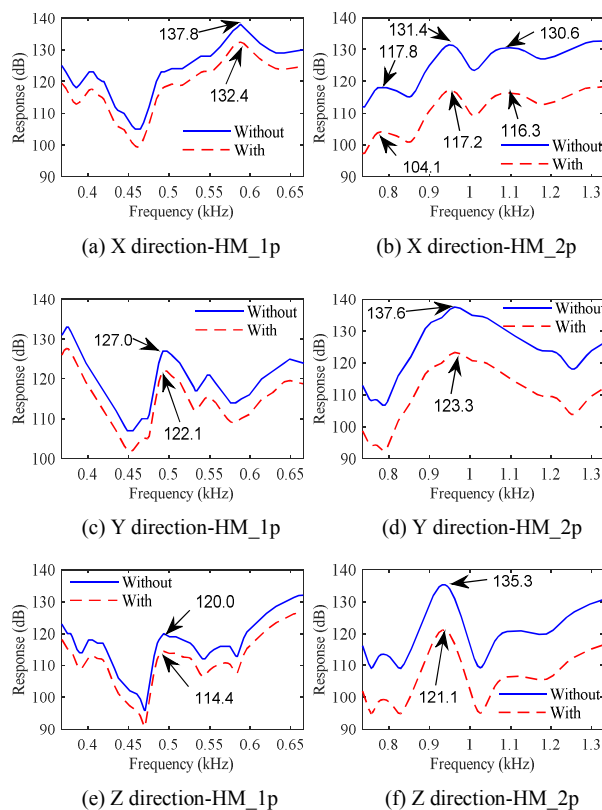 140
130
120
110
100
90
Response (dB)
137.8
132.4
Without
With
0.4 0.45 0.5 0.55 0.6 0.65
Frequency (kHz)
(a) X direction-HM_1p
140
130
120
110
100
90
Response (dB)
131.4
130.6
117.8
117.2
116.3
104.1
Without
With
0.8 0.9 1 1.1 1.2 1.3
Frequency (kHz)
(b) X direction-HM_2p
140
130
120
110
100
Response (dB)
Without
With
127.0
122.1
0.4 0.45 0.5 0.55 0.6 0.65
Frequency (kHz)
(c) Y direction-HM_1p
140
130
120
110
100
90
Response (dB)
137.6
Without
With
123.3
0.8 0.9 1 1.1 1.2 1.3
Frequency (kHz)
(d) Y direction-HM_2p
140
130
120
110
100
90
Response (dB)
Without
With
120.0
114.4
0.4 0.45 0.5 0.55 0.6 0.65
Frequency (kHz)
(e) Z direction-HM_1p
140
130
120
110
100
90
Response (dB)
135.3
121.1
Without
With
0.8 0.9 1 1.1 1.2 1.3
Frequency (kHz)
(f) Z direction-HM_2p